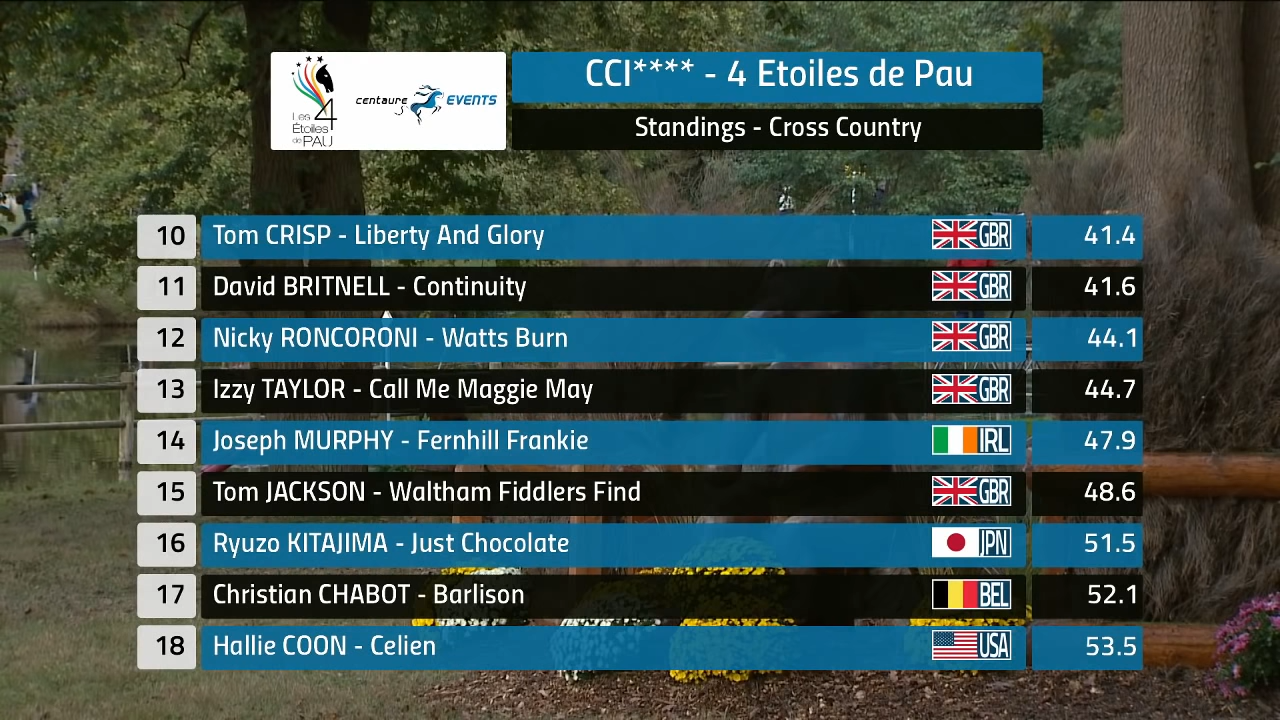 Les
4
Étoiles
de PAU
centaure EVENTS
CCI**** - 4 Etoiles de Pau
Standings - Cross Country
10 Tom CRISP - Liberty And Glory GBR 41.4
11 David BRITNELL - Continuity GBR 41.6
12 Nicky RONCORONI - Watts Burn GBR 44.1
13 Izzy TAYLOR - Call Me Maggie May GBR 44.7
14 Joseph MURPHY - Fernhill Frankie IRL 47.9
15 Tom JACKSON - Waltham Fiddlers Find GBR 48.6
16 Ryuzo KITAJIMA - Just Chocolate JPN 51.5
17 Christian CHABOT - Barlison BEL 52.1
18 Hallie COON - Celien USA 53.5